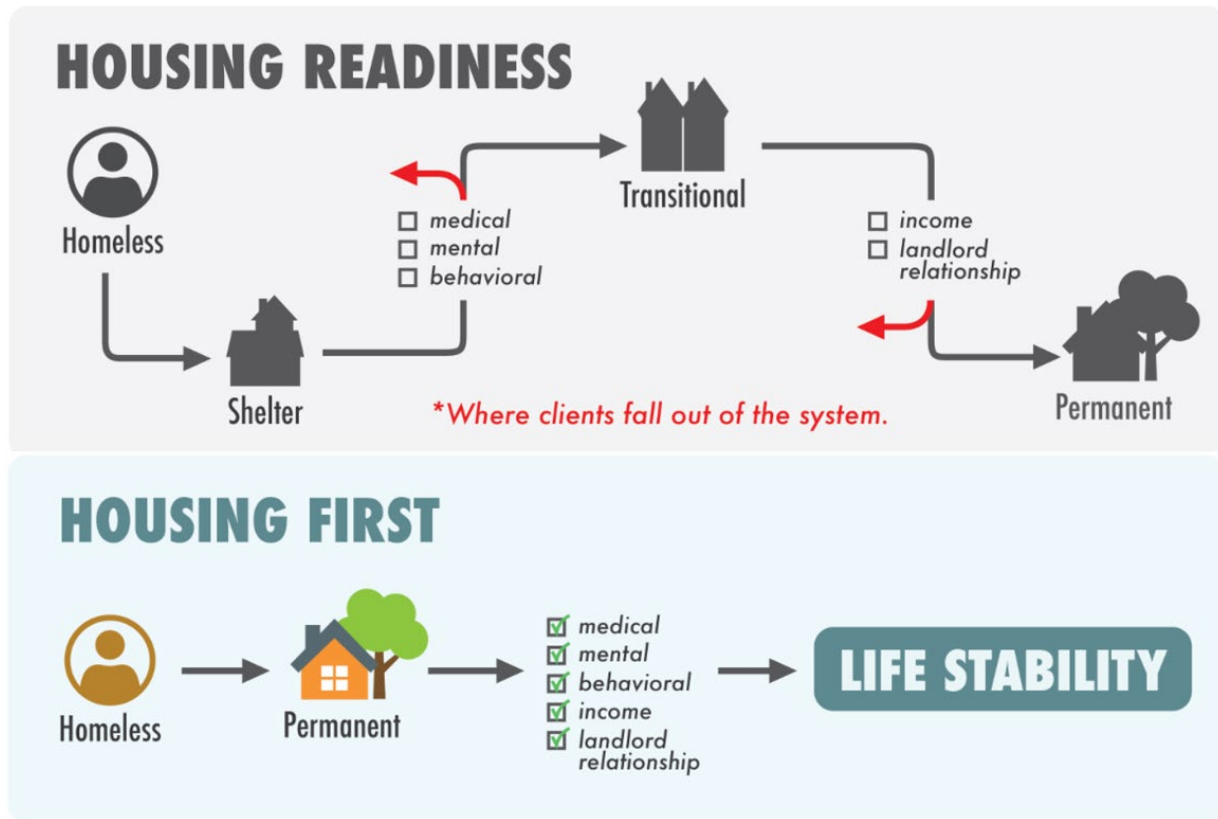 HOUSING READINESS
Homeless
Shelter
medical
mental
behavioral
Transitional
income
landlord
relationship
Permanent
*Where clients fall out of the system.
HOUSING FIRST
Homeless
Permanent
medical
mental
behavioral
income
landlord
relationship
LIFE STABILITY